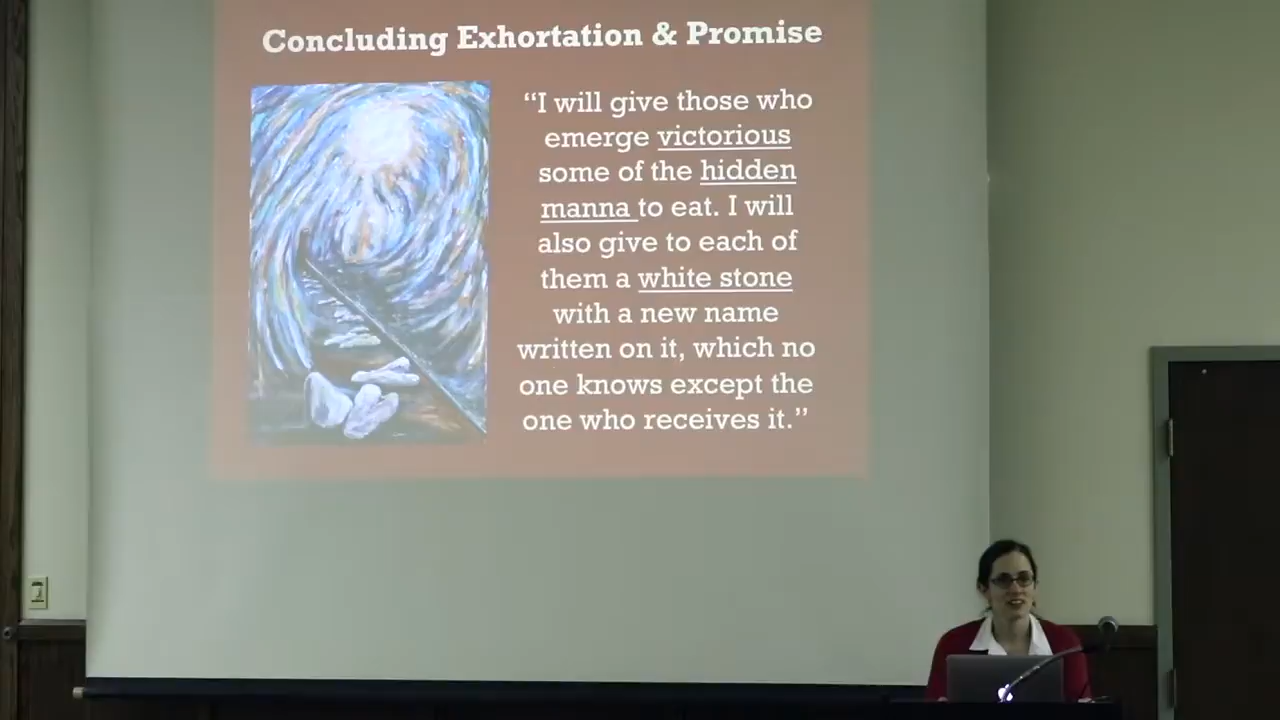 Concluding Exhortation & Promise
“I will give those who
emerge victorious
some of the hidden
manna to eat. I will
also give to each of
them a white stone
with a new name
written on it, which no
one knows except the
one who receives it.”